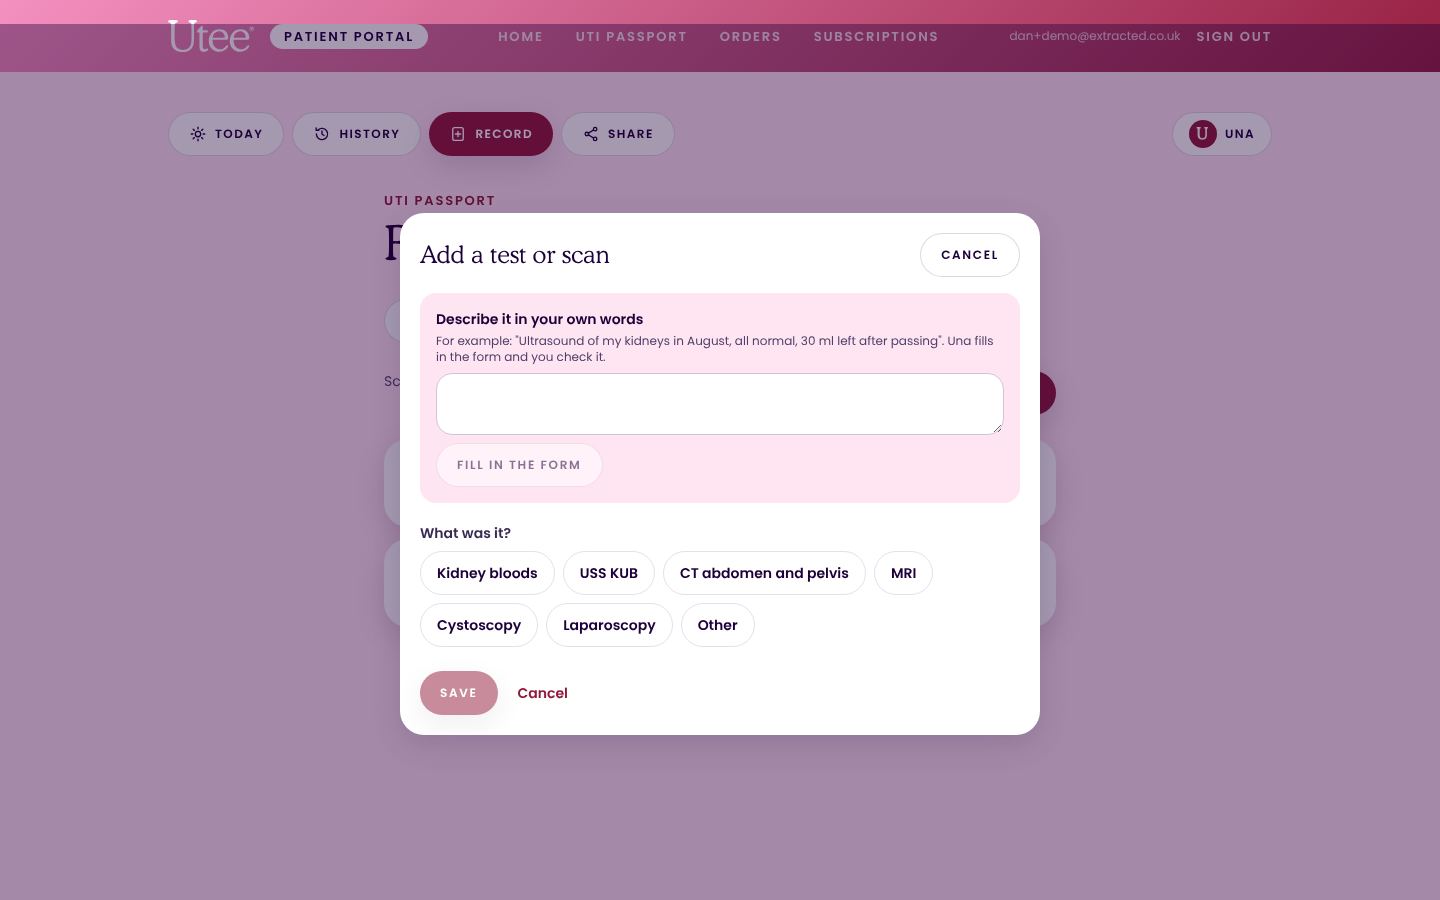 Utee
PATIENT PORTAL
HOME
UTI PASSPORT
ORDERS
SUBSCRIPTIONS
dan+demo@extracted.co.uk
SIGN OUT
TODAY
HISTORY
RECORD
SHARE
U
UNA
UTI PASSPORT
Add a test or scan
CANCEL
Describe it in your own words
For example: "Ultrasound of my kidneys in August, all normal, 30 ml left after passing". Una fills
in the form and you check it.
FILL IN THE FORM
What was it?
Kidney bloods
USS KUB
CT abdomen and pelvis
MRI
Cystoscopy
Laparoscopy
Other
SAVE
Cancel